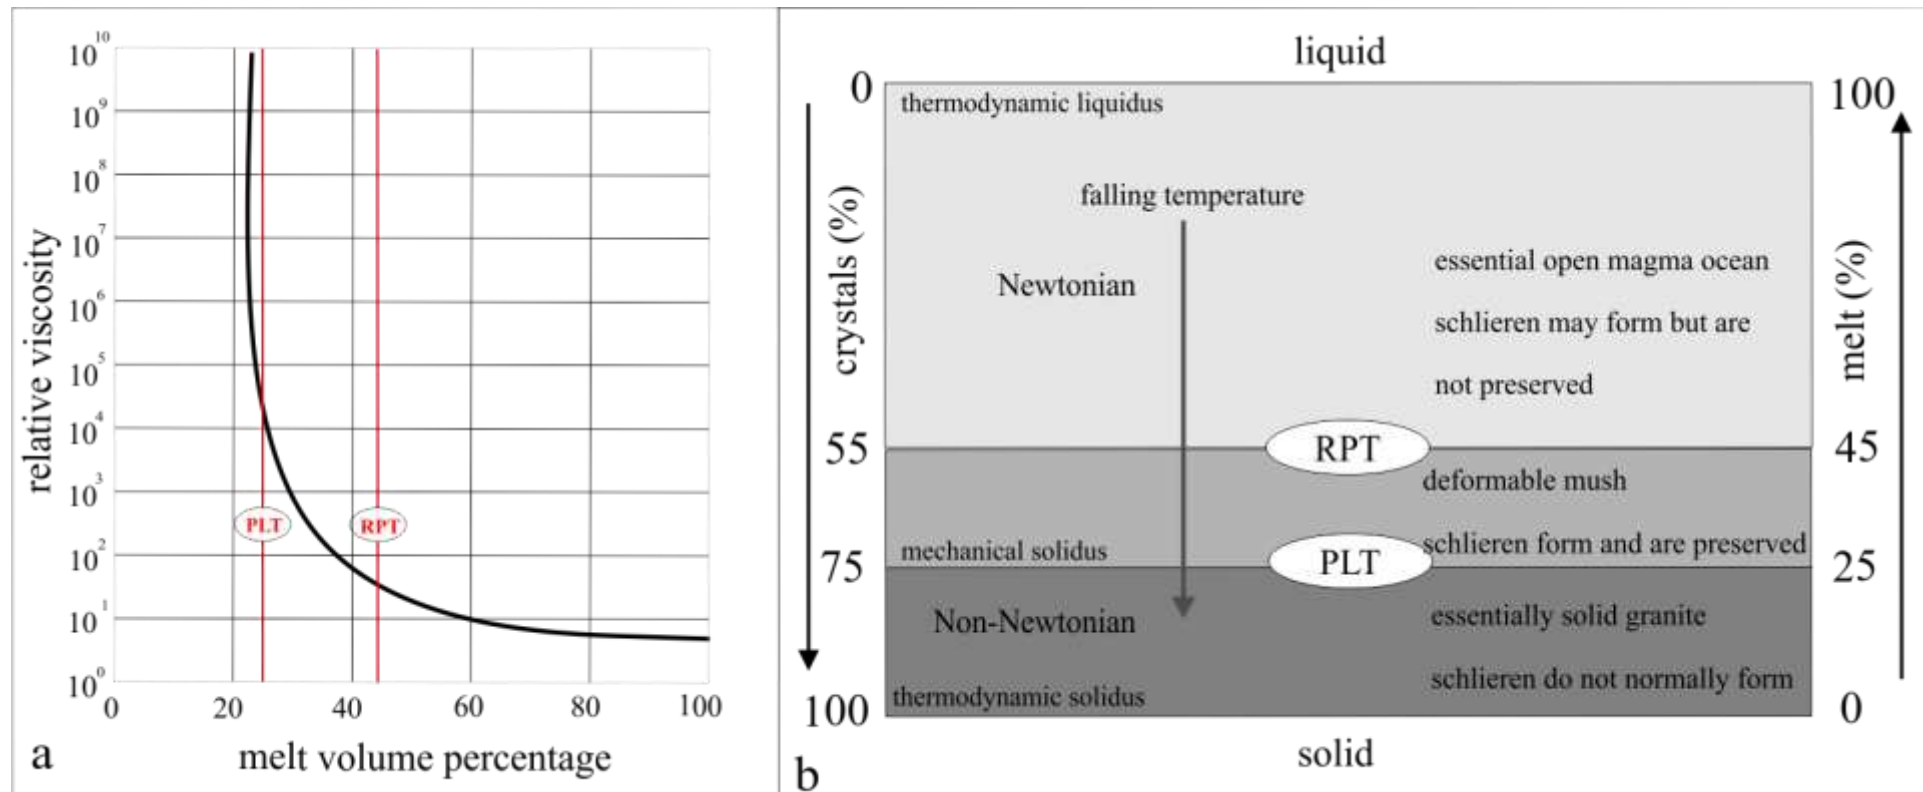 10^10
10^9
10^8
10^7
10^6
10^5
10^4
10^3
10^2
10^1
10^0
relative viscosity
PLT
RPT
0
20
40
60
80
100
melt volume percentage
a
liquid
0
100
thermodynamic liquidus
falling temperature
crystals (%)
melt (%)
Newtonian
essential open magma ocean
schlieren may form but are
not preserved
55
RPT
45
deformable mush
mechanical solidus
schlieren form and are preserved
75
PLT
25
Non-Newtonian
essentially solid granite
schlieren do not normally form
thermodynamic solidus
100
0
solid
b